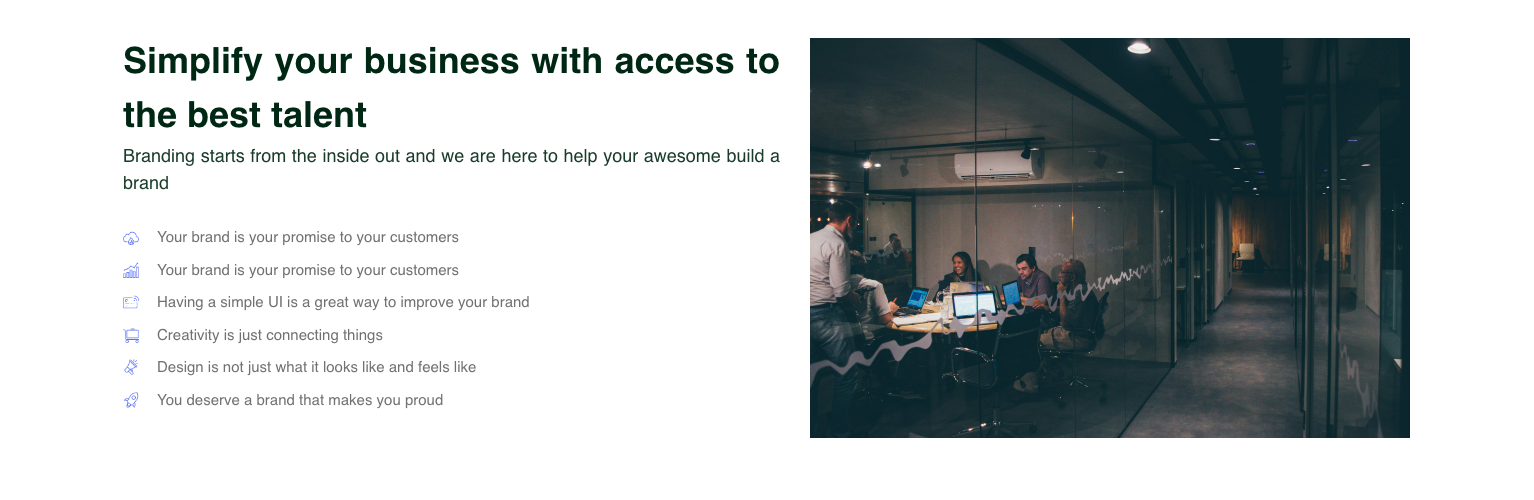 Simplify your business with access to
the best talent
Branding starts from the inside out and we are here to help your awesome build a
brand
Your brand is your promise to your customers
Your brand is your promise to your customers
Having a simple UI is a great way to improve your brand
Creativity is just connecting things
Design is not just what it looks like and feels like
You deserve a brand that makes you proud